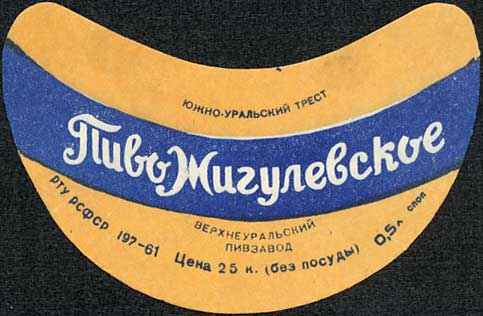 ЮЖНО-УРАЛЬСКИЙ ТРЕСТ
Пиво Жигулевское
ВЕРХНЕУРАЛЬСКИЙ
ПИВЗАВОД
РТУ РСФСР 197-61 Цена 25 к. (без посуды) 0,5л